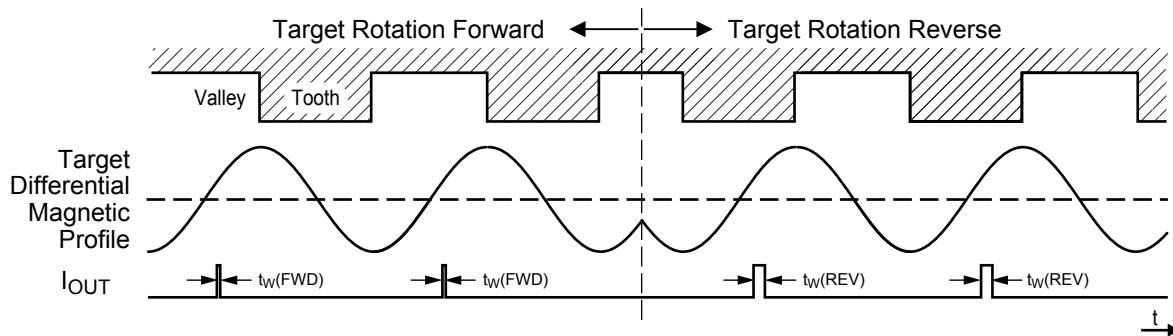 Target Rotation Forward
Target Rotation Reverse
Valley
Tooth
Target
Differential
Magnetic
Profile
IOUT
tW(FWD)
tW(FWD)
tW(REV)
tW(REV)
t